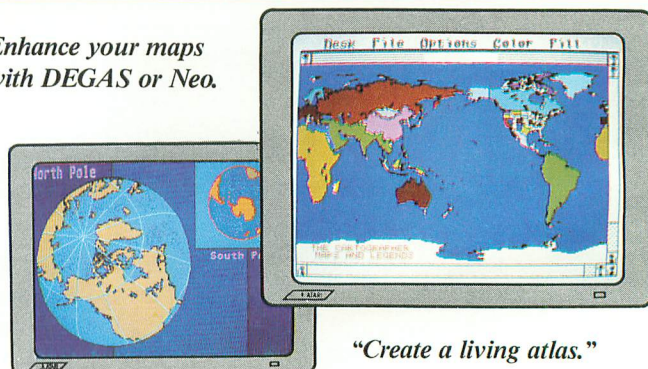 Enhance your maps
with DEGAS or Neo.
Desk File Options Color Fill
THE CARTOGRAPHER
MAPS AND LEGENDS
ATARI
North Pole
South
"Create a living atlas."